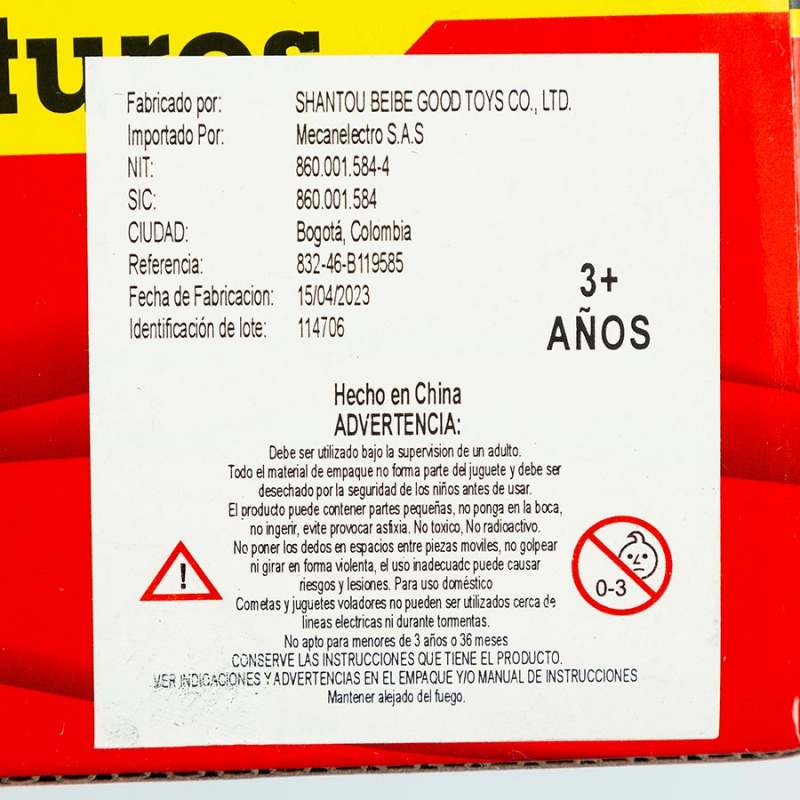 Fabricado por: SHANTOU BEIBE GOOD TOYS CO., LTD.
Importado Por: Mecanelectro S.A.S
NIT: 860.001.584-4
SIC: 860.001.584
CIUDAD: Bogotá, Colombia
Referencia: 832-46-B119585
Fecha de Fabricacion: 15/04/2023
Identificación de lote: 114706
3+
AÑOS
Hecho en China
ADVERTENCIA:
Debe ser utilizado bajo la supervision de un adulto.
Todo el material de empaque no forma parte del juguete y debe ser
desechado por la seguridad de los niños antes de usar.
El producto puede contener partes pequeñas, no ponga en la boca,
no ingerir, evite provocar asfixia. No toxico, No radioactivo.
No poner los dedos en espacios entre piezas moviles, no golpear
ni girar en forma violenta, el uso inadecuadc puede causar
riesgos y lesiones. Para uso doméstico
Cometas y juguetes voladores no pueden ser utilizados cerca de
lineas electricas ni durante tormentas.
No apto para menores de 3 años o 36 meses
CONSERVE LAS INSTRUCCIONES QUE TIENE EL PRODUCTO.
VER INDICACIONES Y ADVERTENCIAS EN EL EMPAQUE Y/O MANUAL DE INSTRUCCIONES
Mantener alejado del fuego.
!
0-3